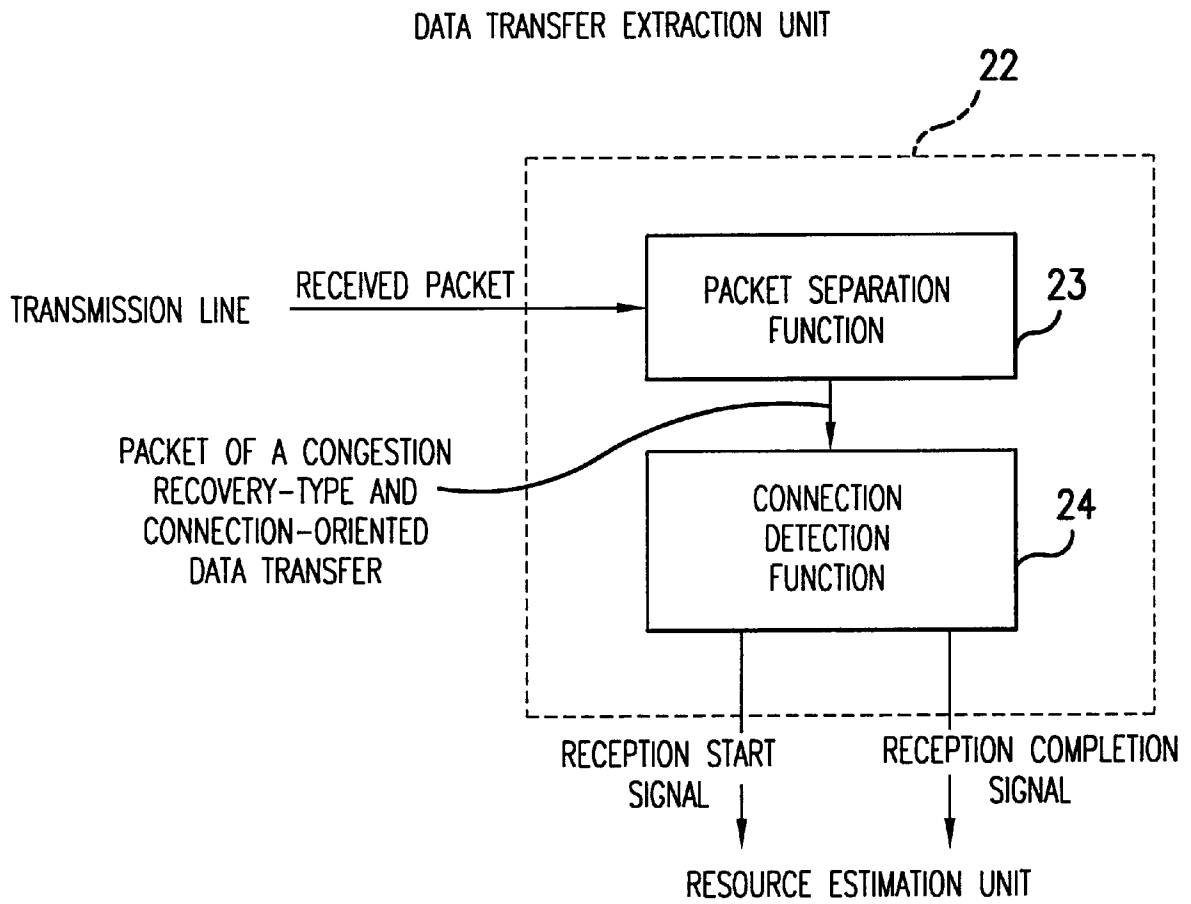 DATA TRANSFER EXTRACTION UNIT
22
RECEIVED PACKET
TRANSMISSION LINE
PACKET SEPARATION
FUNCTION
23
PACKET OF A CONGESTION
RECOVERY-TYPE AND
CONNECTION-ORIENTED
DATA TRANSFER
CONNECTION
DETECTION
FUNCTION
24
RECEPTION START
SIGNAL
RECEPTION COMPLETION
SIGNAL
RESOURCE ESTIMATION UNIT